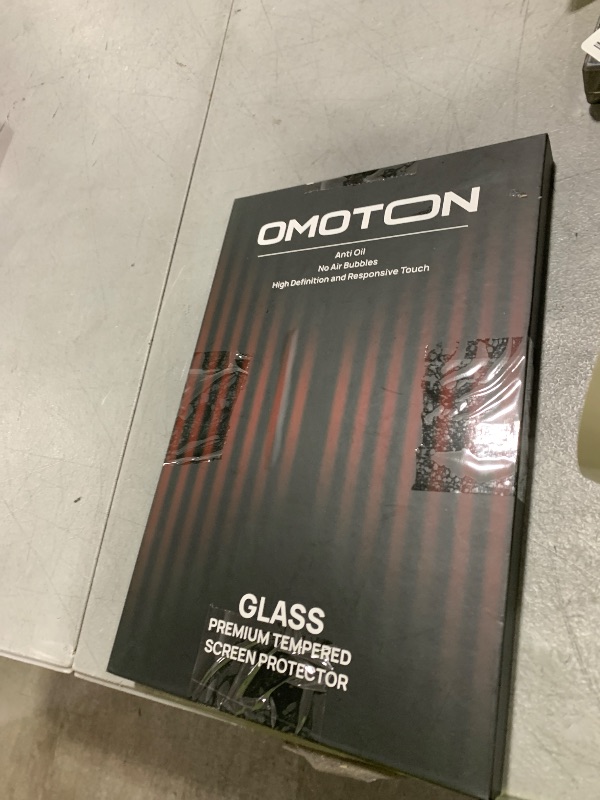 OMOTON
Anti Oil
No Air Bubbles
High Definition and Responsive Touch
GLASS
PREMIUM TEMPERED
SCREEN PROTECTOR